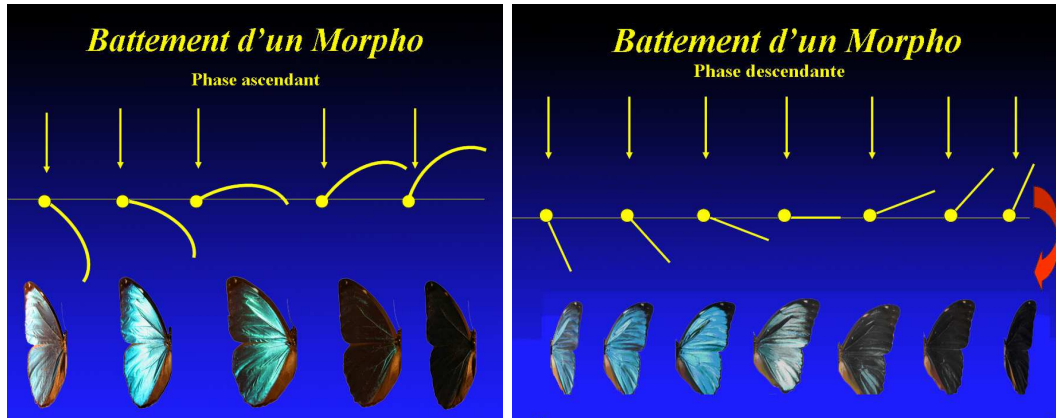 Battement d'un Morpho
Phase ascendant
Battement d'un Morpho
Phase descendante